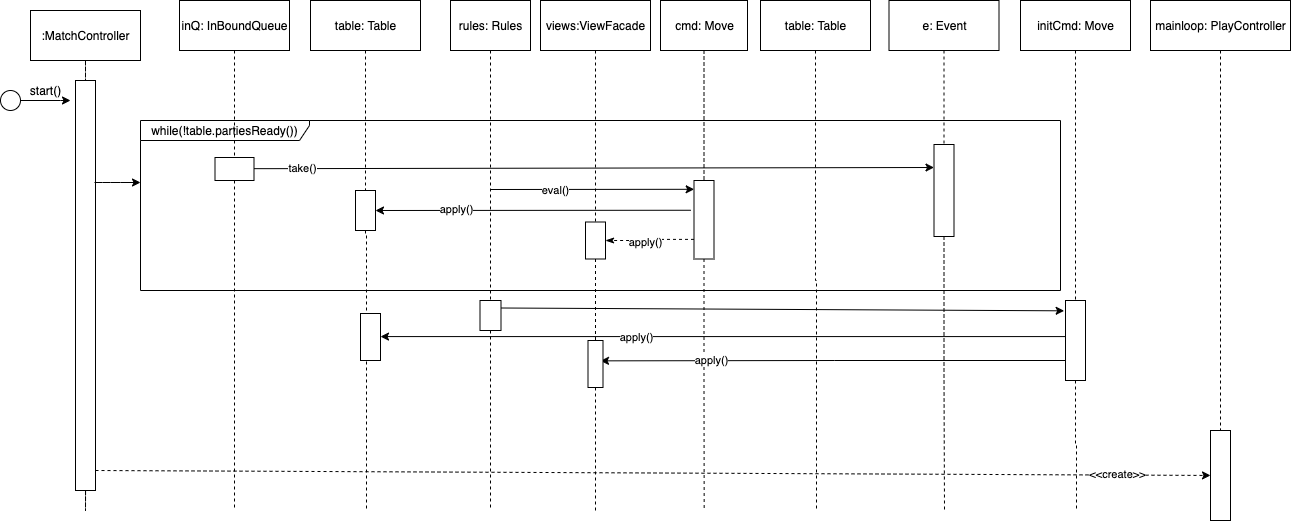 :MatchController
inQ: InBoundQueue
table: Table
rules: Rules
views:ViewFacade
cmd: Move
table: Table
e: Event
initCmd: Move
mainloop: PlayController
start()
while(!table.partiesReady())
take()
eval()
apply()
apply()
apply()
apply()
<<create>>